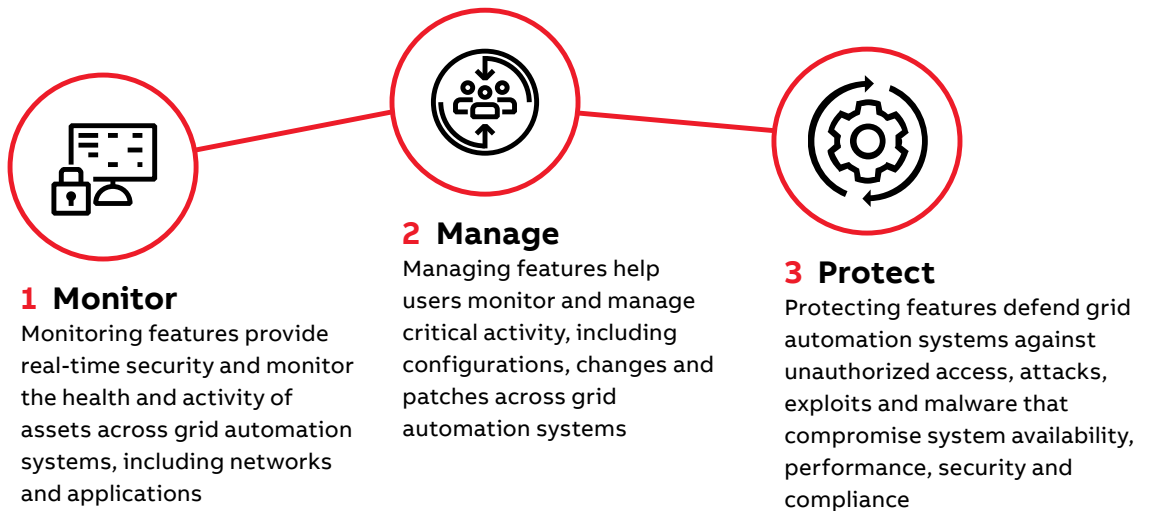 1 Monitor
Monitoring features provide
real-time security and monitor
the health and activity of
assets across grid automation
systems, including networks
and applications
2 Manage
Managing features help
users monitor and manage
critical activity, including
configurations, changes and
patches across grid
automation systems
3 Protect
Protecting features defend grid
automation systems against
unauthorized access, attacks,
exploits and malware that
compromise system availability,
performance, security and
compliance